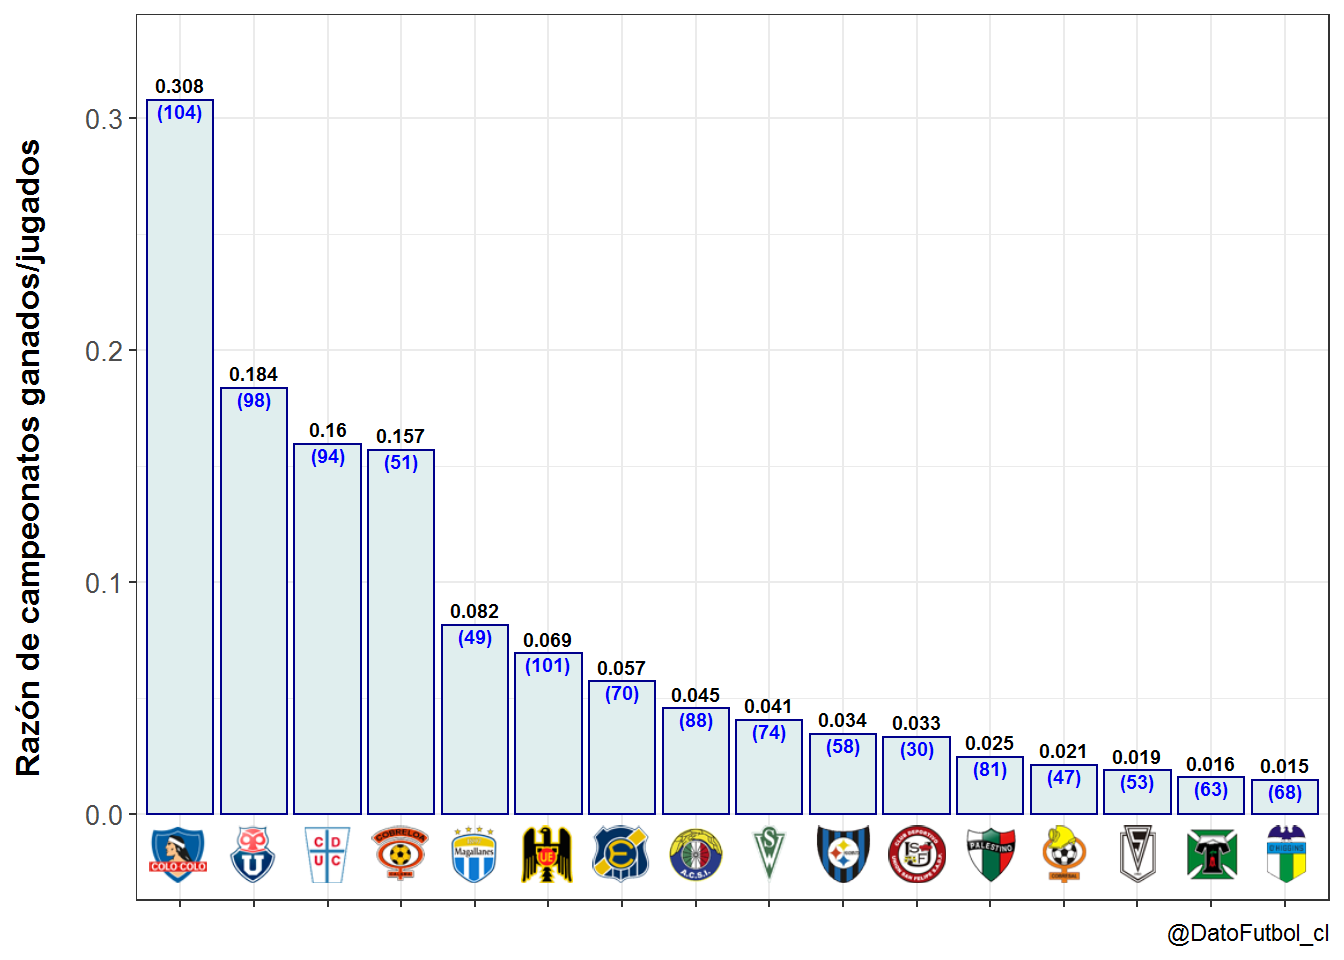 Razón de campeonatos ganados/jugados
0.3
0.2
0.1
0.0
0.308
(104)
0.184
(98)
0.16
(94)
0.157
(51)
0.082
(49)
0.069
(101)
0.057
(70)
0.045
(88)
0.041
(74)
0.034
(58)
0.033
(30)
0.025
(81)
0.021
(47)
0.019
(53)
0.016
(63)
0.015
(68)
COLO COLO
U
C D
U C
COBRELOA
Magallanes
UE
E
A.C.S.I.
S
W
PALESTINO
COBRESAL
O'HIGGINS
@DatoFutbol_cl